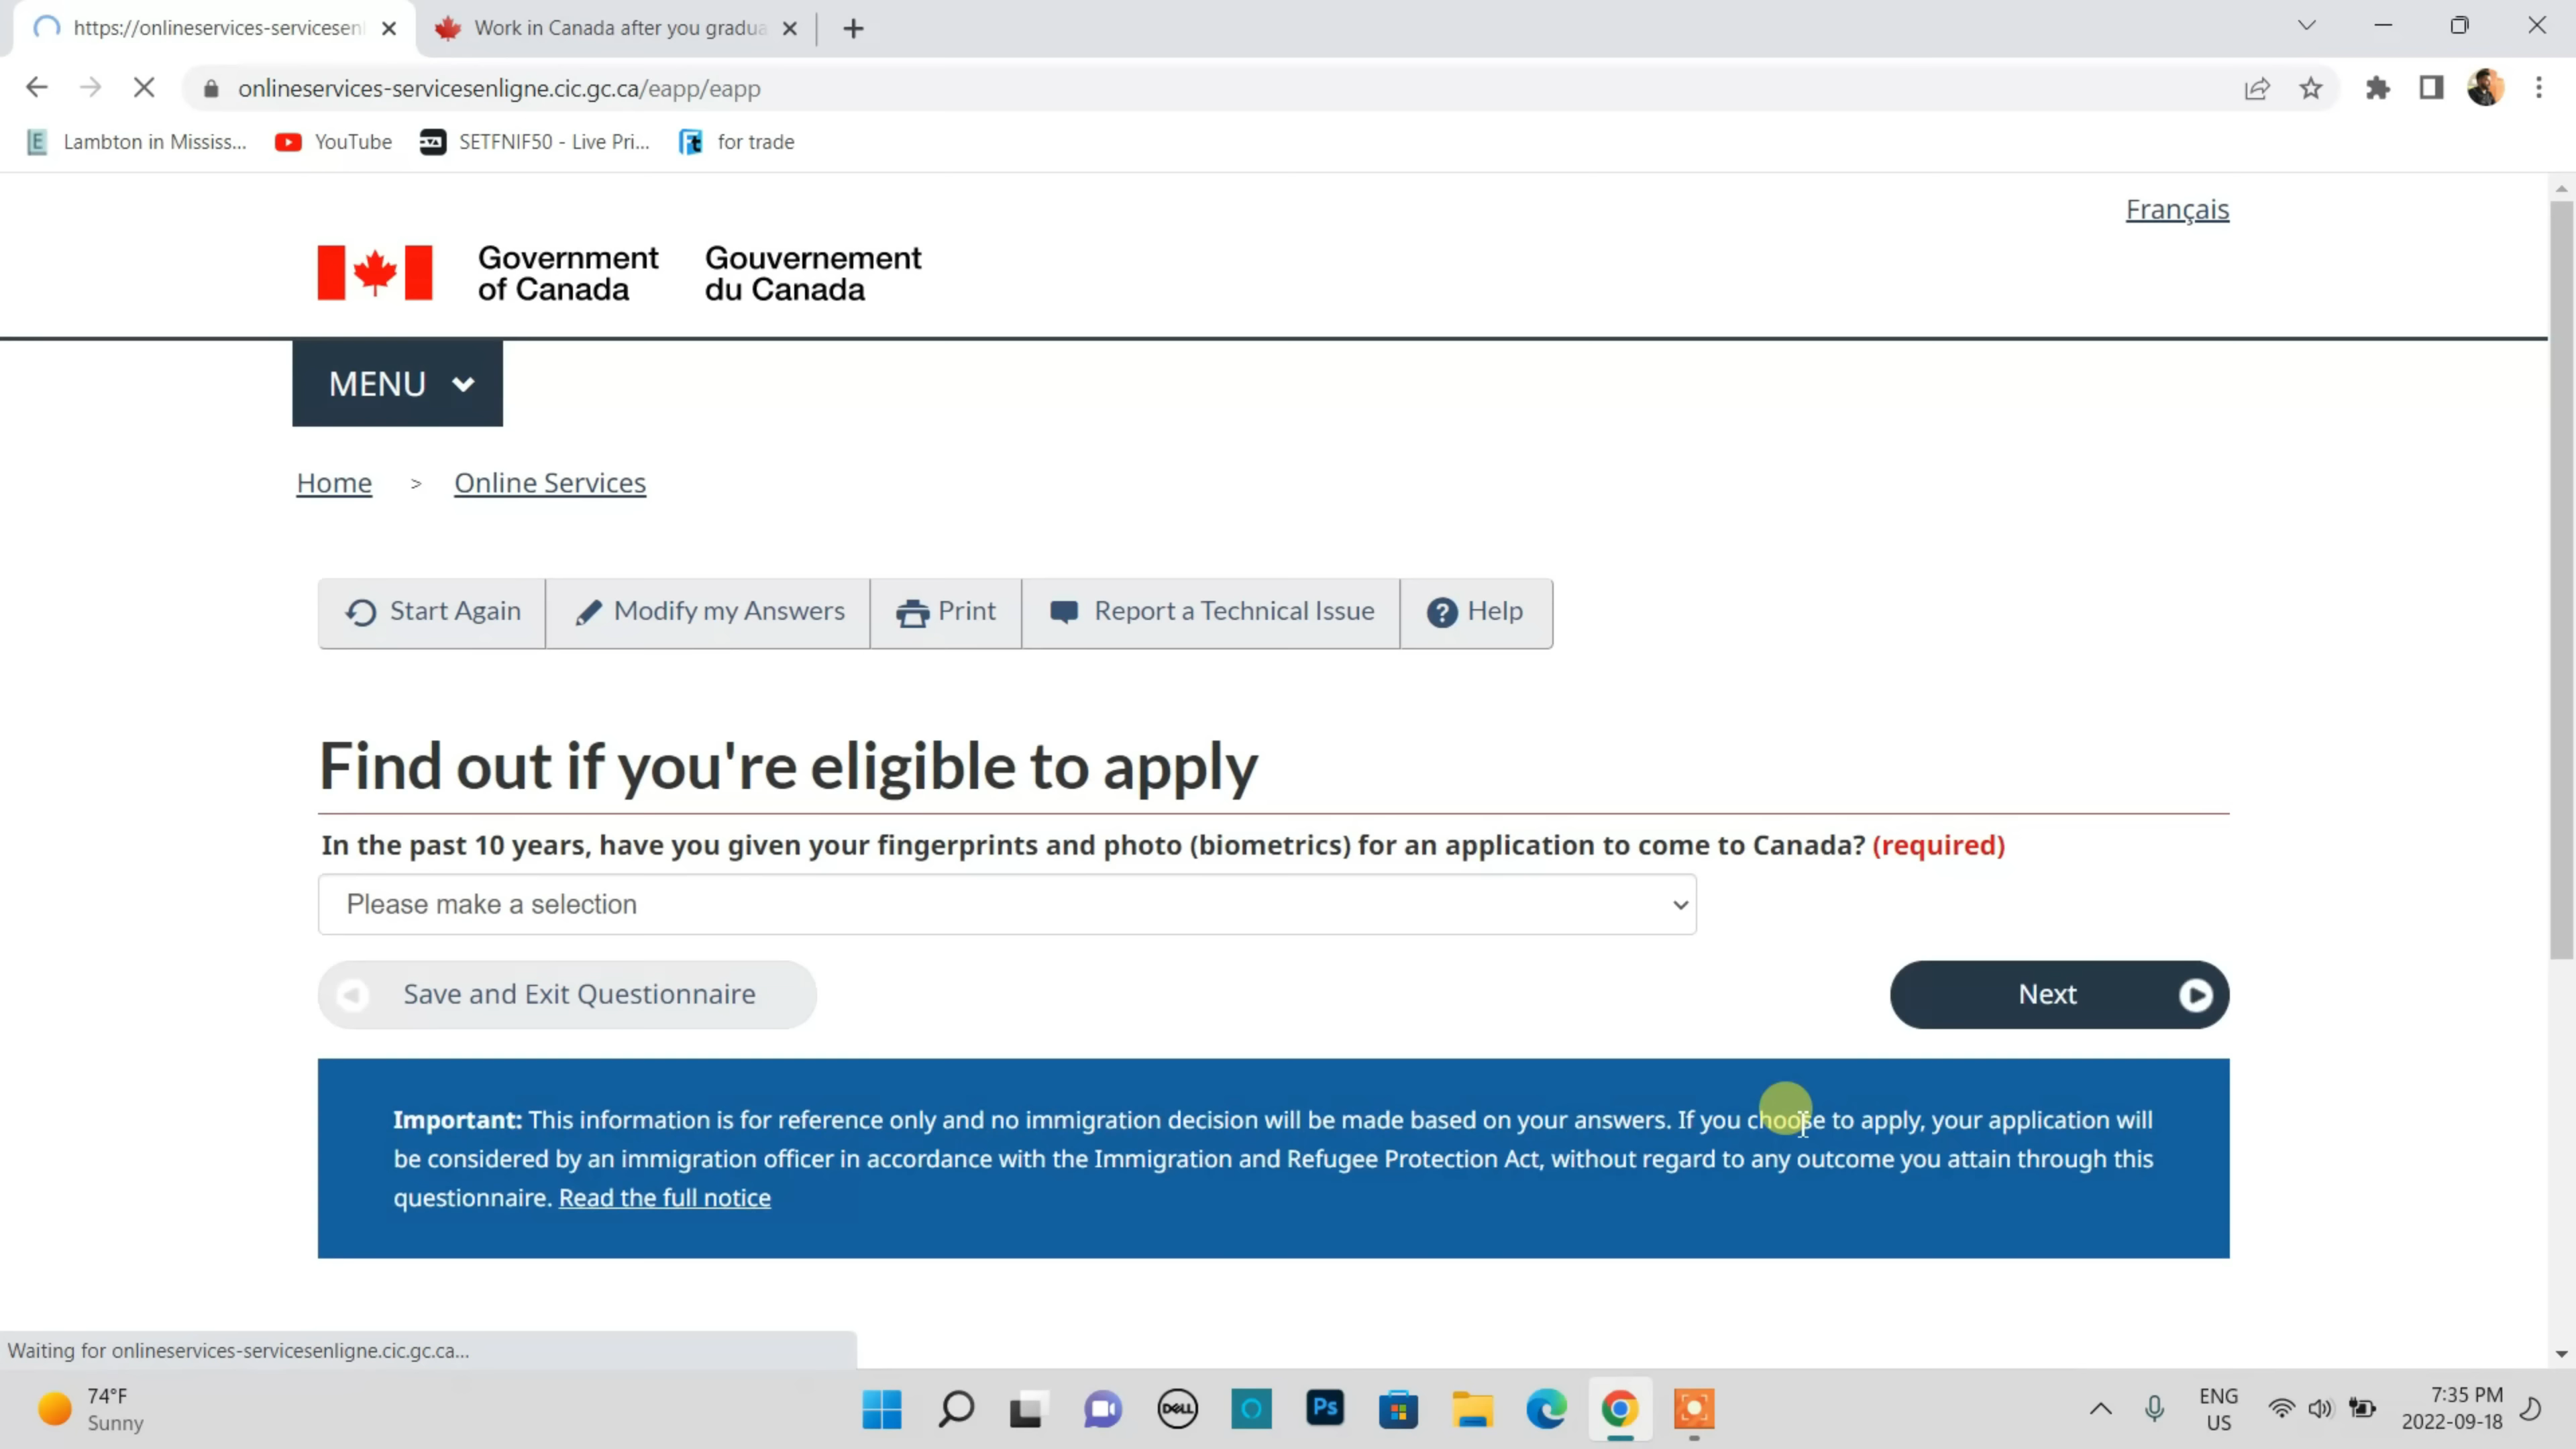 https://onlineservices-servicesenl
Work in Canada after you gradua
onlineservices-servicesenligne.cic.gc.ca/eapp/eapp
E Lambton in Mississ... YouTube SETFNIF50 - Live Pri... for trade
Français
Government Gouvernement
of Canada du Canada
MENU
Home > Online Services
Start Again Modify my Answers Print Report a Technical Issue ? Help
Find out if you're eligible to apply
In the past 10 years, have you given your fingerprints and photo (biometrics) for an application to come to Canada? (required)
Please make a selection
Save and Exit Questionnaire Next
Important: This information is for reference only and no immigration decision will be made based on your answers. If you choose to apply, your application will
be considered by an immigration officer in accordance with the Immigration and Refugee Protection Act, without regard to any outcome you attain through this
questionnaire. Read the full notice
Waiting for onlineservices-servicesenligne.cic.gc.ca...
74°F
Sunny
DELL
Ps
ENG
US
7:35 PM
2022-09-18